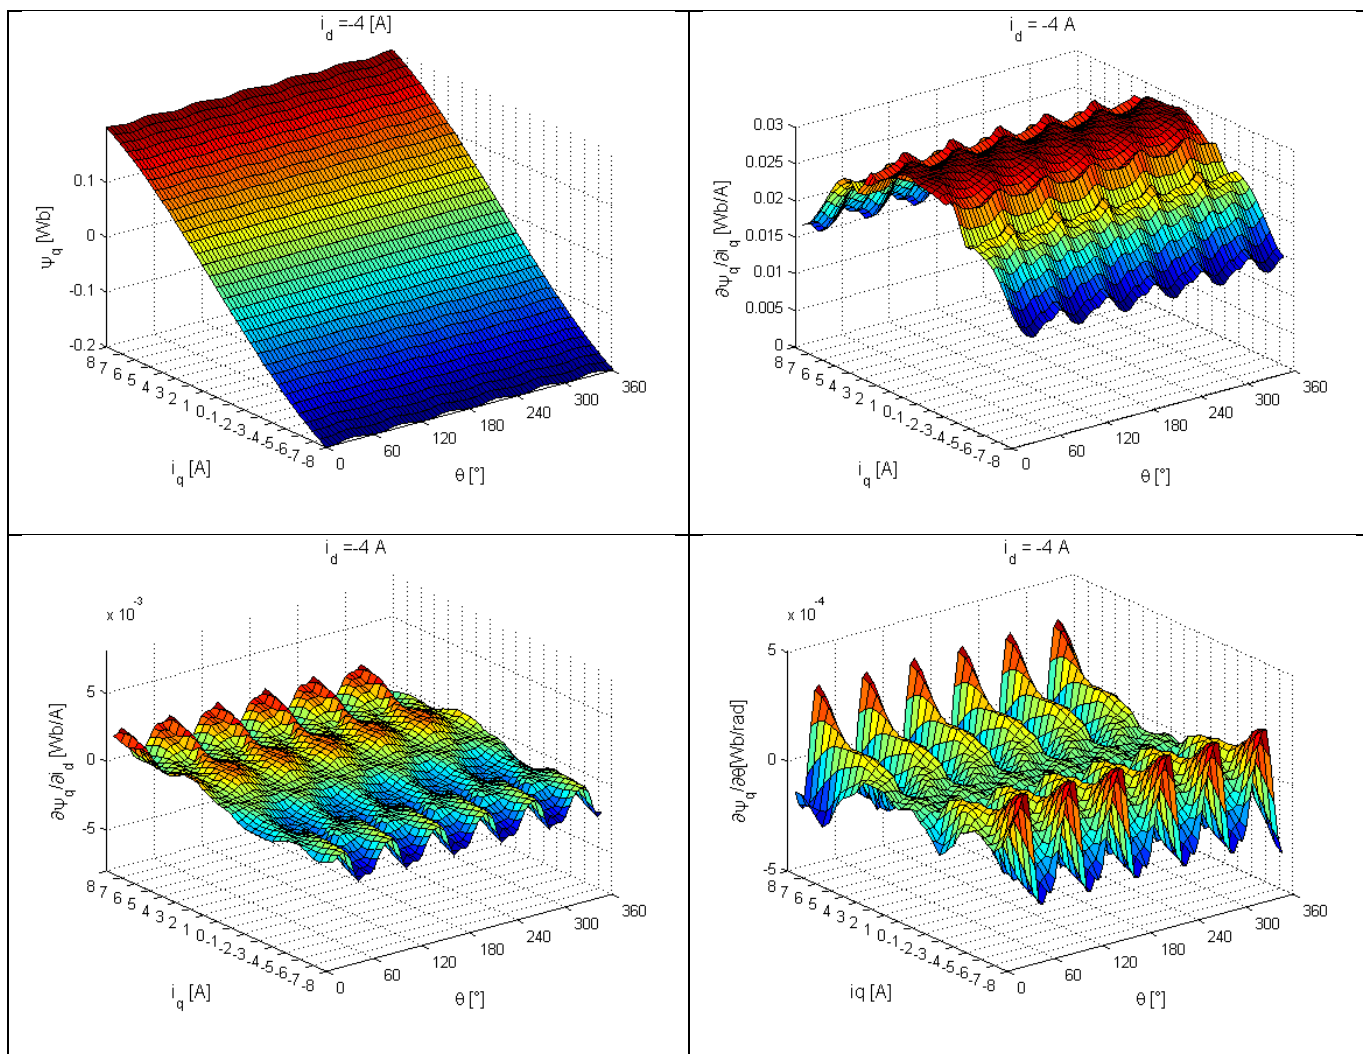 i_d =-4 [A]
ψ_q [Wb]
0.1
0
-0.1
-0.2
8 7 6 5 4 3 2 1 0 -1 -2 -3 -4 -5 -6 -7 -8
i_q [A]
0 60 120 180 240 300 360
θ [°]
i_d = -4 A
∂ψ_q/∂i_q [Wb/A]
0.03
0.025
0.02
0.015
0.01
0.005
0
8 7 6 5 4 3 2 1 0 -1 -2 -3 -4 -5 -6 -7 -8
i_q [A]
0 60 120 180 240 300 360
θ [°]
i_d =-4 A
x 10^-3
∂ψ_q/∂i_d [Wb/A]
5
0
-5
8 7 6 5 4 3 2 1 0 -1 -2 -3 -4 -5 -6 -7 -8
i_q [A]
0 60 120 180 240 300 360
θ [°]
i_d = -4 A
x 10^-4
∂ψ_q/∂θ[Wb/rad]
5
0
-5
8 7 6 5 4 3 2 1 0 -1 -2 -3 -4 -5 -6 -7 -8
iq [A]
0 60 120 180 240 300 360
θ [°]